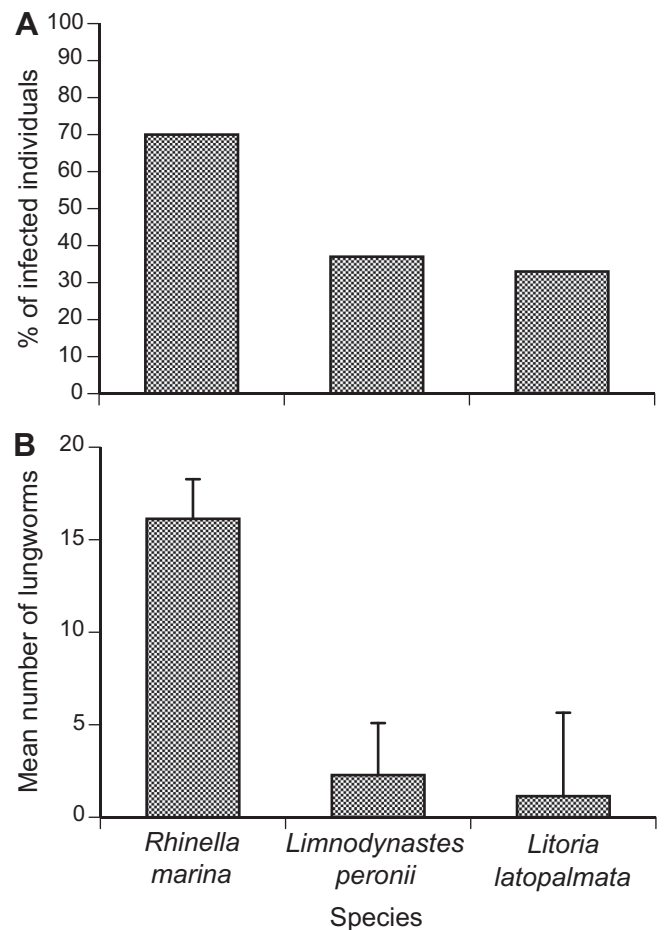 A
% of infected individuals
100
90
80
70
60
50
40
30
20
10
0
B
Mean number of lungworms
20
15
10
5
0
Rhinella
marina
Limnodynastes
peronii
Litoria
latopalmata
Species